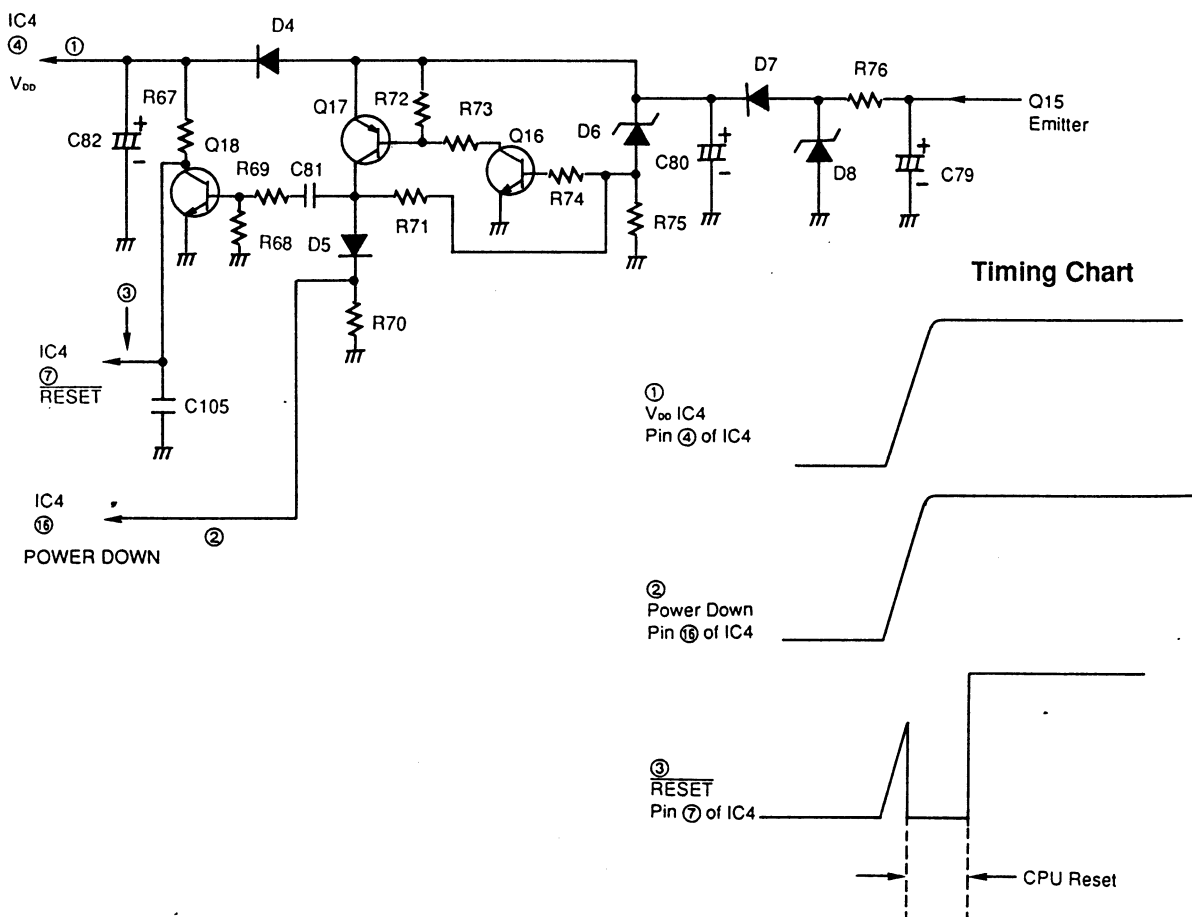 IC4
④
①
V_DD
D4
R67
C82
+
-
Q18
R69
C81
R68
Q17
R72
R73
Q16
D5
R71
R74
D6
R75
C80
+
-
D7
D8
R76
C79
+
-
Q15
Emitter
R70
③
IC4
⑦
RESET
C105
IC4
⑯
②
POWER DOWN
Timing Chart
①
V_DD IC4
Pin ④ of IC4
②
Power Down
Pin ⑯ of IC4
③
RESET
Pin ⑦ of IC4
CPU Reset